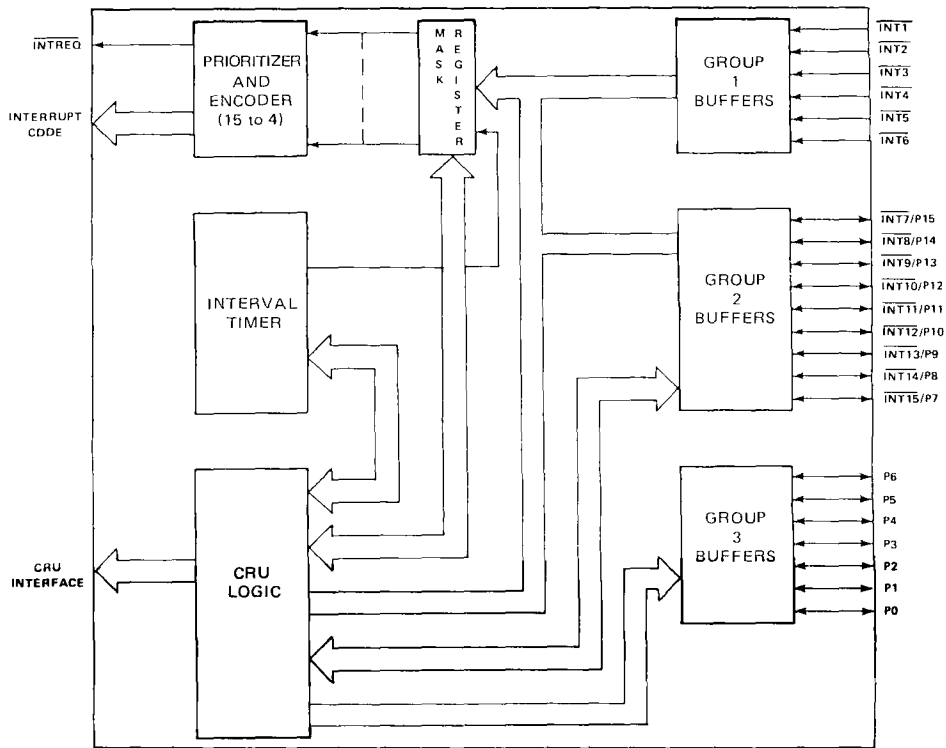 INTREQ
INTERRUPT
CODE
PRIORITIZER
AND
ENCODER
(15 to 4)
MASK
REGISTER
GROUP
1
BUFFERS
INT1
INT2
INT3
INT4
INT5
INT6
INTERVAL
TIMER
GROUP
2
BUFFERS
INT7/P15
INT8/P14
INT9/P13
INT10/P12
INT11/P11
INT12/P10
INT13/P9
INT14/P8
INT15/P7
CRU
INTERFACE
CRU
LOGIC
GROUP
3
BUFFERS
P6
P5
P4
P3
P2
P1
P0